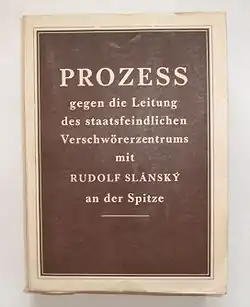 PROZESS
gegen die Leitung
des staatsfeindlichen
Verschwörerzentrums
mit
RUDOLF SLÁNSKÝ
an der Spitze